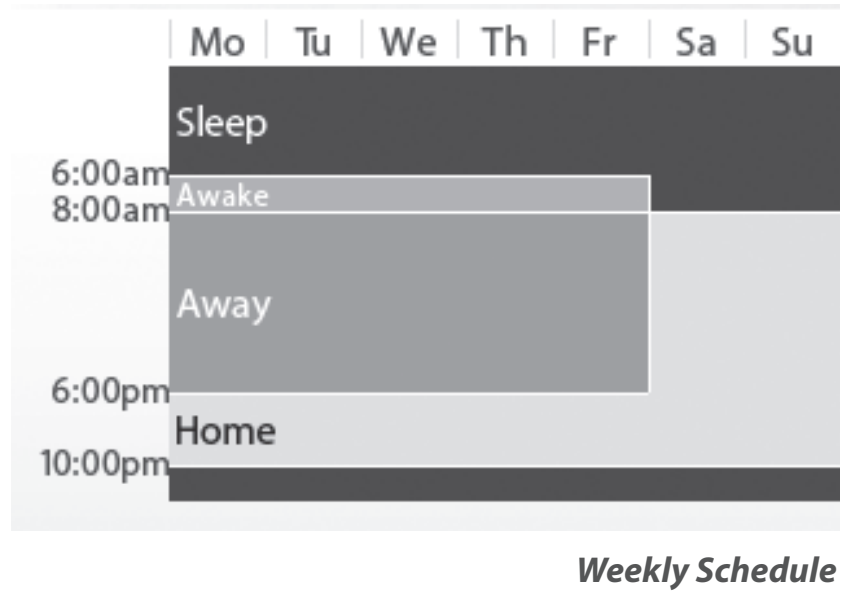 Mo Tu We Th Fr Sa Su
Sleep
6:00am
Awake
8:00am
Away
6:00pm
Home
10:00pm
Weekly Schedule